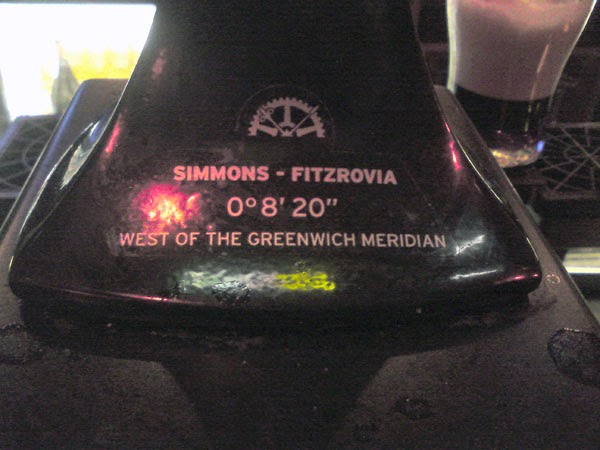 SIMMONS - FITZROVIA
0° 8' 20"
WEST OF THE GREENWICH MERIDIAN